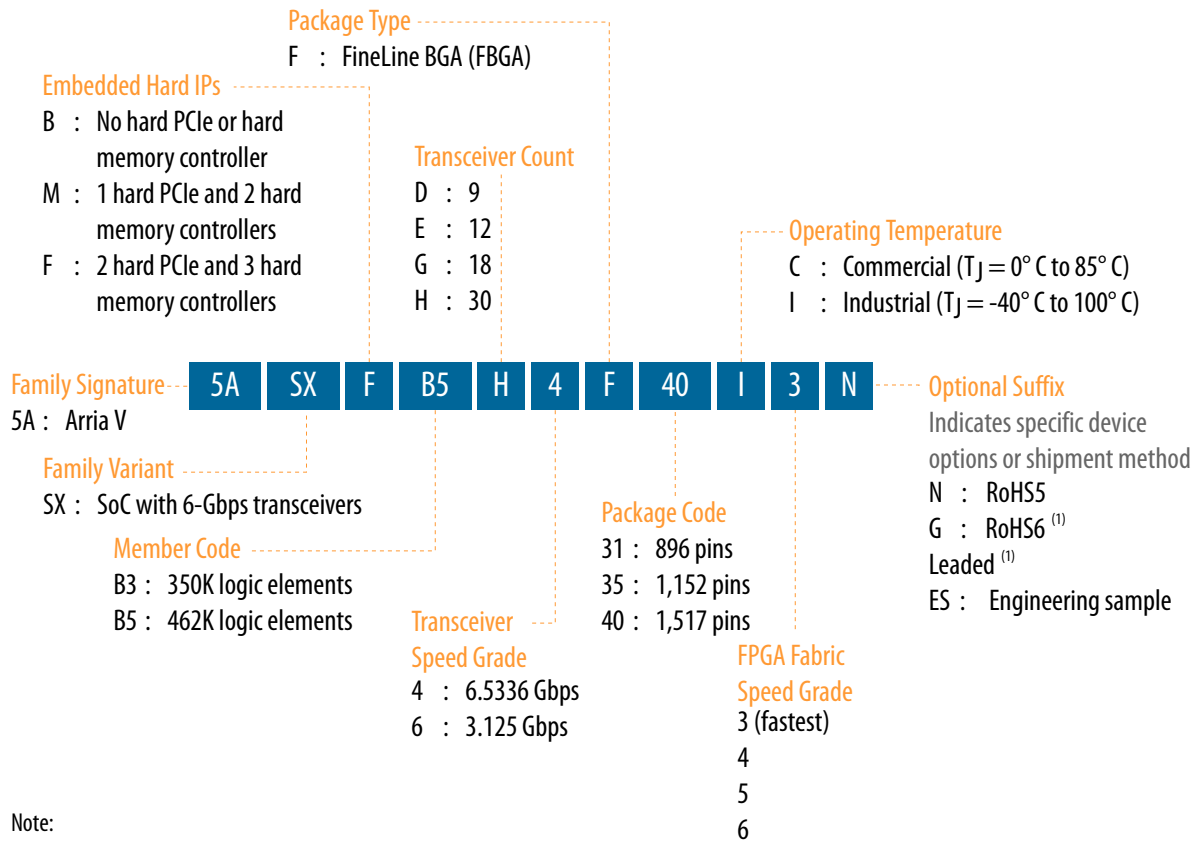 Package Type
F : FineLine BGA (FBGA)
Embedded Hard IPs
B : No hard PCIe or hard
memory controller
M : 1 hard PCIe and 2 hard
memory controllers
F : 2 hard PCIe and 3 hard
memory controllers
Transceiver Count
D : 9
E : 12
G : 18
H : 30
Operating Temperature
C : Commercial (TJ = 0° C to 85° C)
I : Industrial (TJ = -40° C to 100° C)
Family Signature
5A : Arria V
5A SX F B5 H 4 F 40 I 3 N
Optional Suffix
Indicates specific device
options or shipment method
N : RoHS5
G : RoHS6 (1)
Leaded (1)
ES : Engineering sample
Family Variant
SX : SoC with 6-Gbps transceivers
Member Code
B3 : 350K logic elements
B5 : 462K logic elements
Transceiver
Speed Grade
4 : 6.5336 Gbps
6 : 3.125 Gbps
Package Code
31 : 896 pins
35 : 1,152 pins
40 : 1,517 pins
FPGA Fabric
Speed Grade
3 (fastest)
4
5
6
Note: